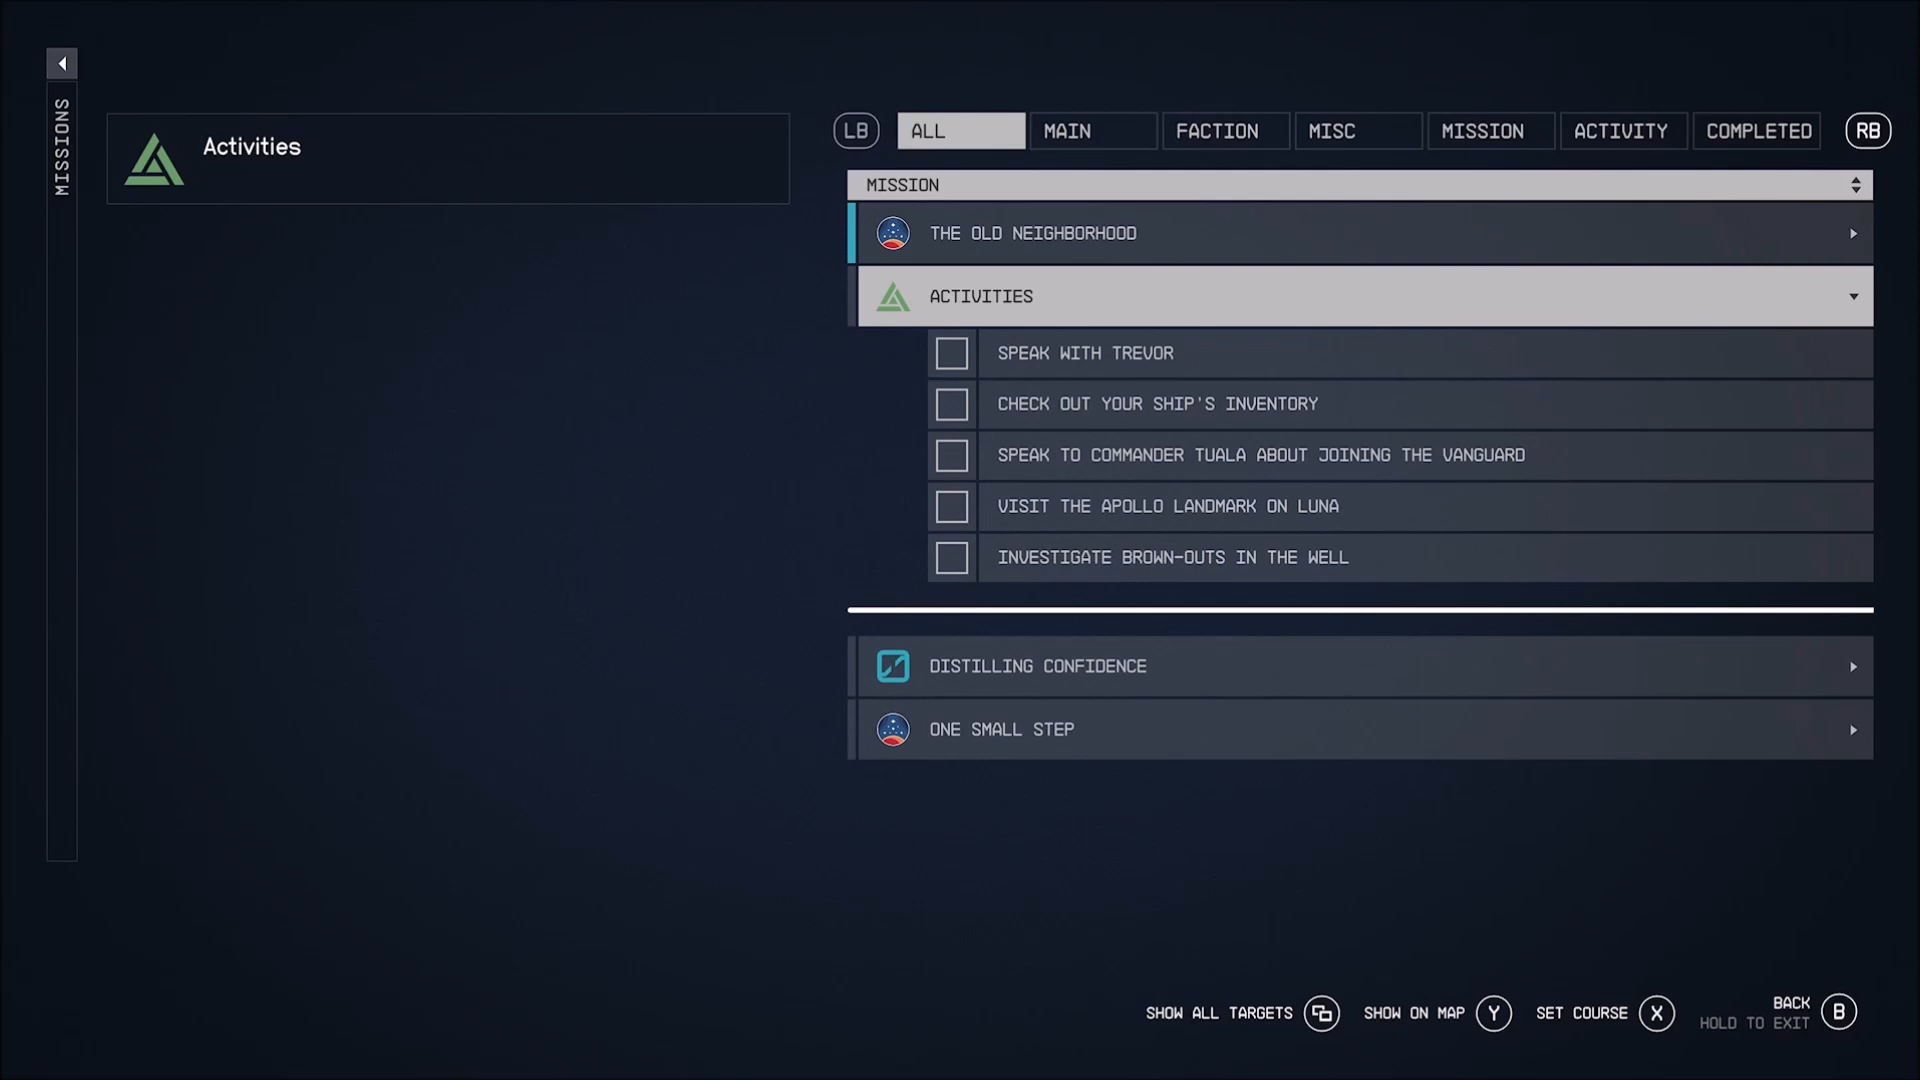 MISSIONS
Activities
LB ALL MAIN FACTION MISC MISSION ACTIVITY COMPLETED RB
MISSION
THE OLD NEIGHBORHOOD
ACTIVITIES
SPEAK WITH TREVOR
CHECK OUT YOUR SHIP'S INVENTORY
SPEAK TO COMMANDER TUALA ABOUT JOINING THE VANGUARD
VISIT THE APOLLO LANDMARK ON LUNA
INVESTIGATE BROWN-OUTS IN THE WELL
DISTILLING CONFIDENCE
ONE SMALL STEP
SHOW ALL TARGETS SHOW ON MAP Y SET COURSE X BACK B
HOLD TO EXIT